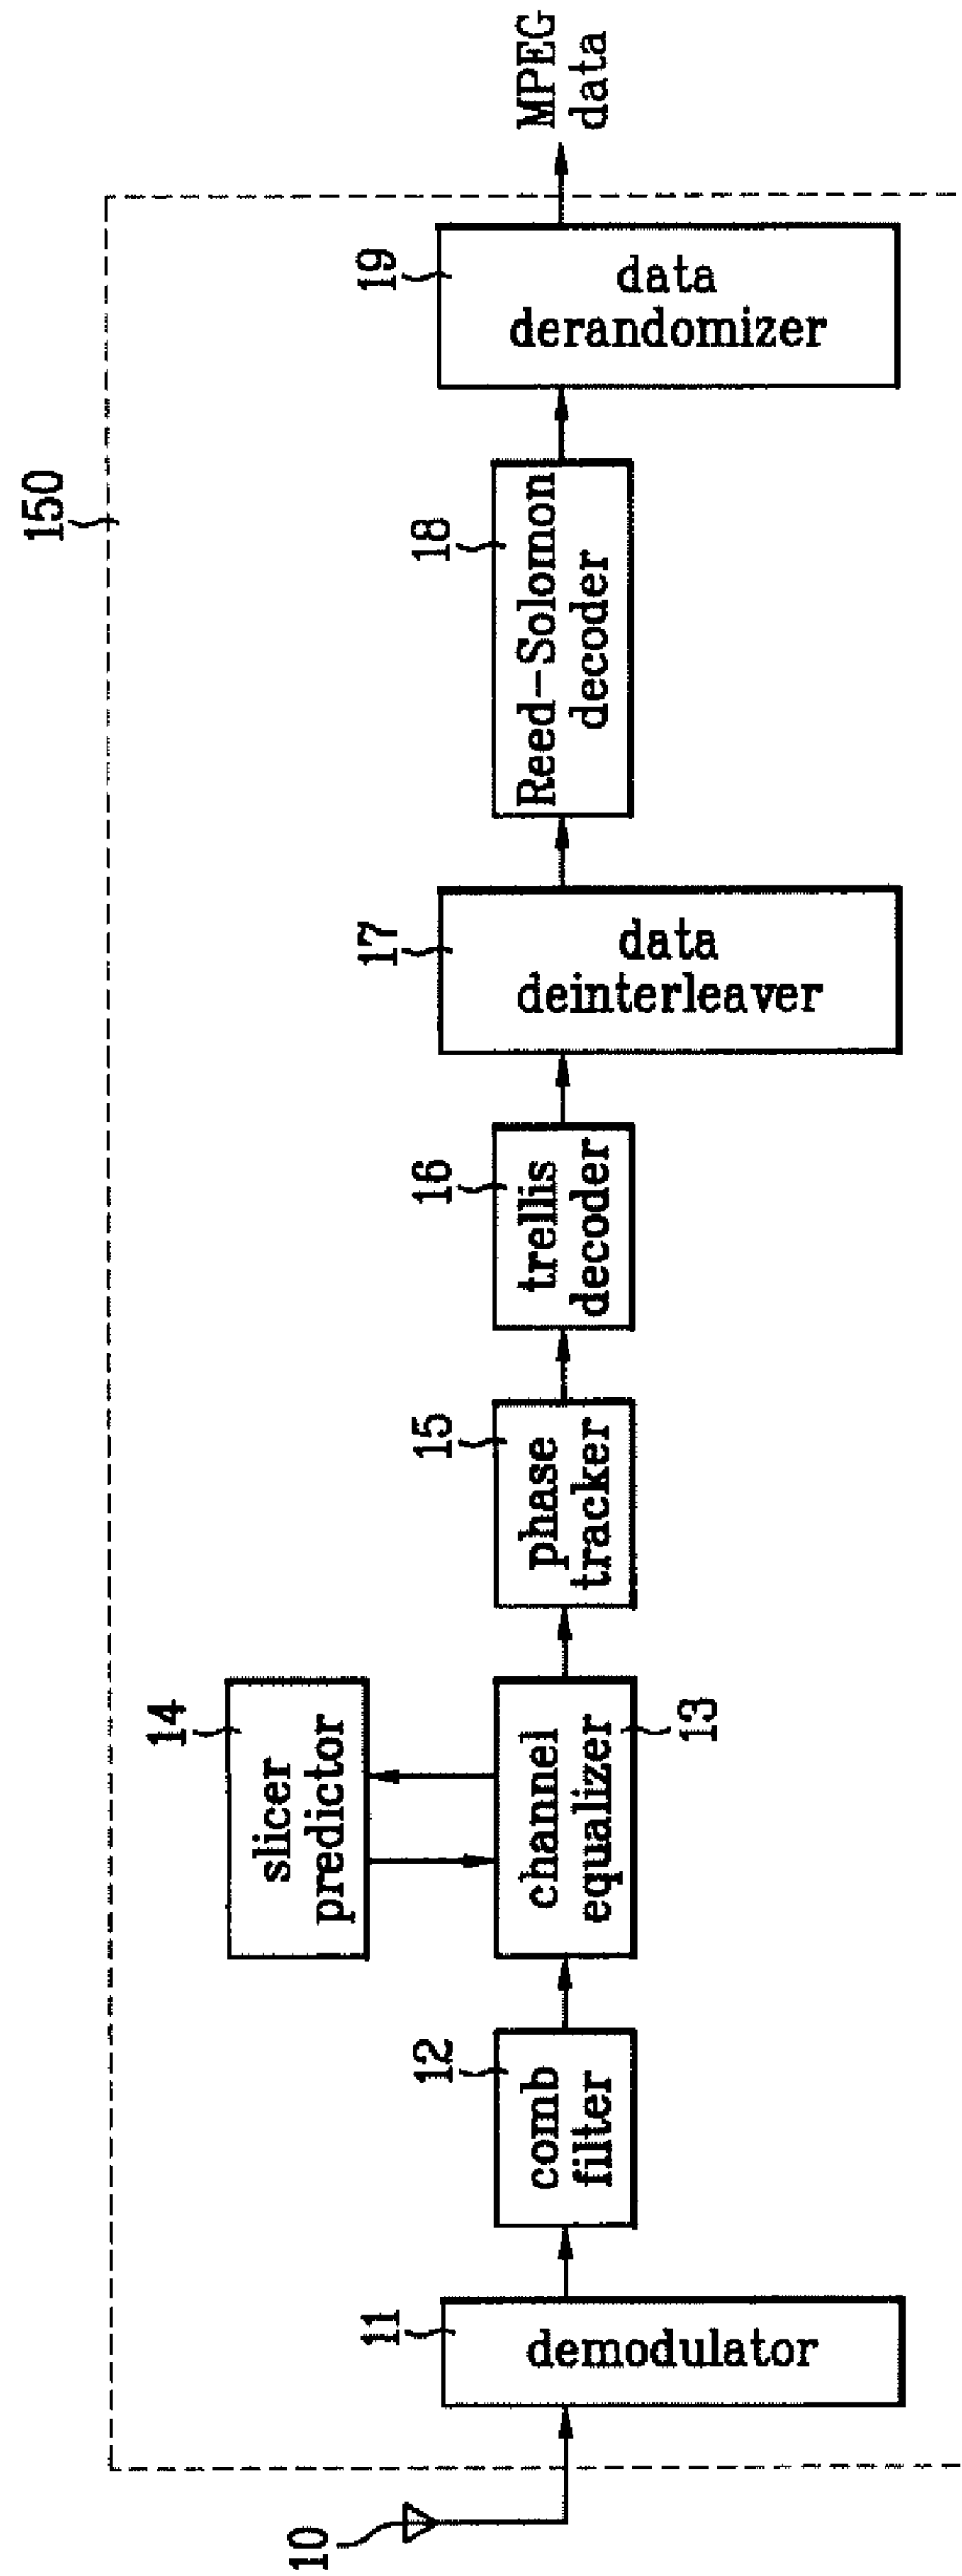 150
10
11
demodulator
12
comb
filter
14
slicer
predictor
channel
equalizer
13
15
phase
tracker
16
trellis
decoder
17
data
deinterleaver
18
Reed-Solomon
decoder
19
data
derandomizer
MPEG
data